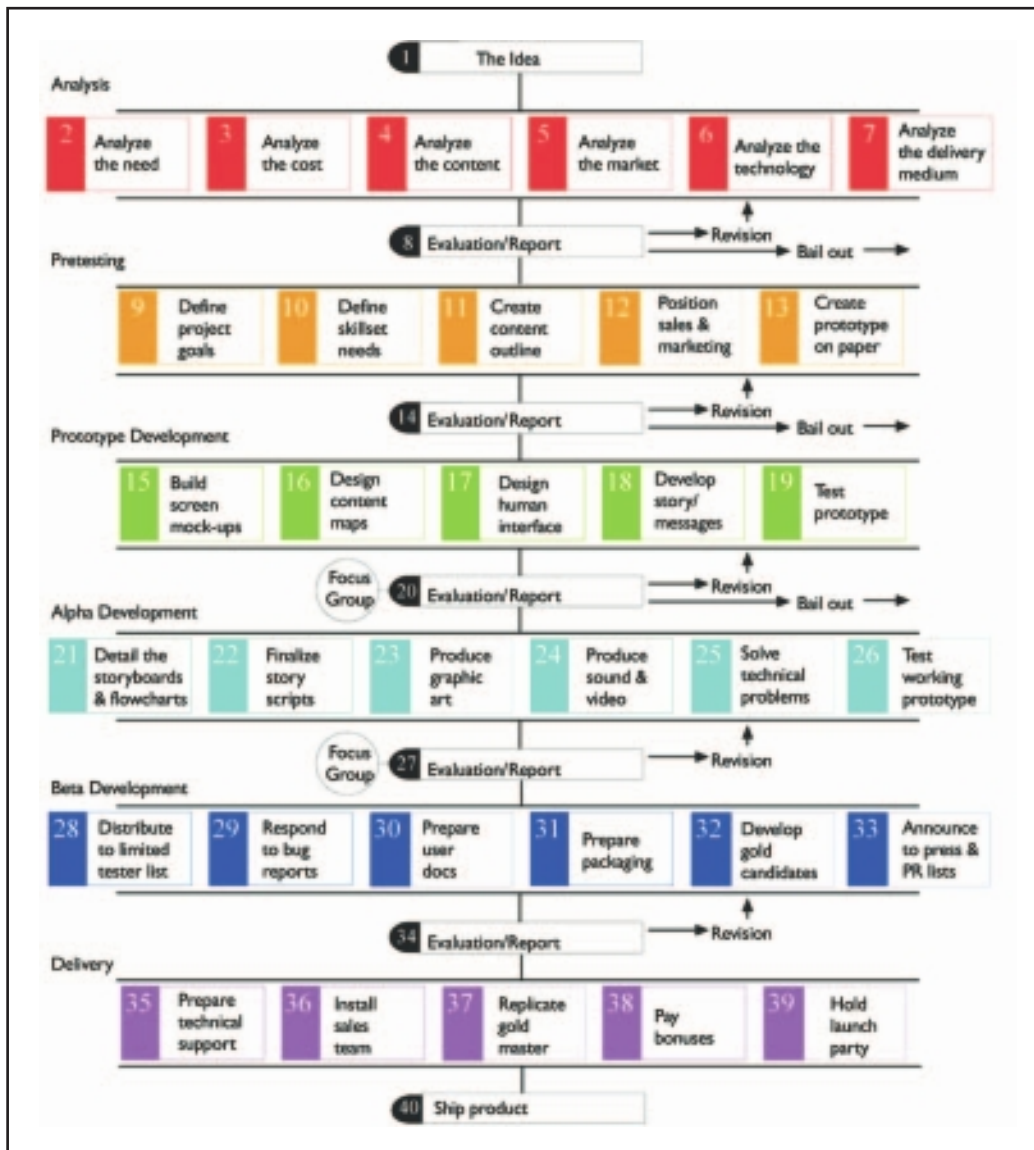 1 The Idea
Analysis
2 Analyze
the need
3 Analyze
the cost
4 Analyze
the content
5 Analyze
the market
6 Analyze the
technology
7 Analyze
the delivery
medium
8 Evaluation/Report
Revision
Bail out
Pretesting
9 Define
project
goals
10 Define
skillset
needs
11 Create
content
outline
12 Position
sales &
marketing
13 Create
prototype
on paper
14 Evaluation/Report
Revision
Bail out
Prototype Development
15 Build
screen
mock-ups
16 Design
content
maps
17 Design
human
interface
18 Develop
story/
messages
19 Test
prototype
Focus
Group
20 Evaluation/Report
Revision
Bail out
Alpha Development
21 Detail the
storyboards
& flowcharts
22 Finalize
story
scripts
23 Produce
graphic
art
24 Produce
sound &
video
25 Solve
technical
problems
26 Test
working
prototype
Focus
Group
27 Evaluation/Report
Revision
Beta Development
28 Distribute
to limited
tester list
29 Respond
to bug
reports
30 Prepare
user
docs
31 Prepare
packaging
32 Develop
gold
candidates
33 Announce
to press &
PR lists
34 Evaluation/Report
Revision
Delivery
35 Prepare
technical
support
36 Install
sales
team
37 Replicate
gold
master
38 Pay
bonuses
39 Hold
launch
party
40 Ship product